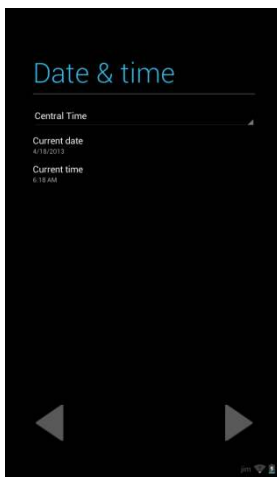 Date & time
Central Time
Current date
4/18/2013
Current time
6:18 AM
jim